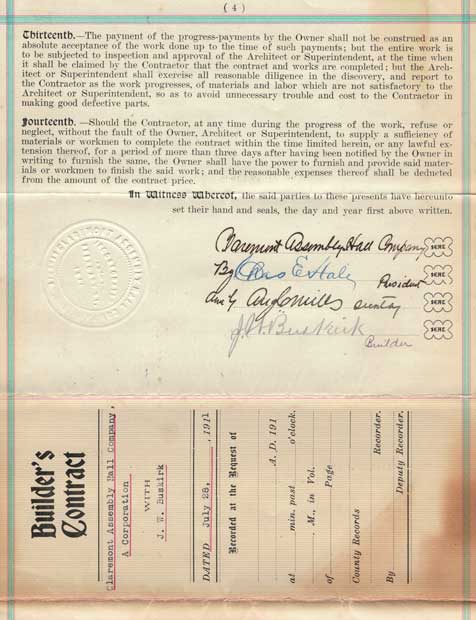 ( 4 )
Thirteenth.—The payment of the progress-payments by the Owner shall not be construed as an
absolute acceptance of the work done up to the time of such payments; but the entire work is
to be subjected to inspection and approval of the Architect or Superintendent, at the time when
it shall be claimed by the Contractor that the contract and works are completed; but the Arch-
itect or Superintendent shall exercise all reasonable diligence in the discovery, and report to
the Contractor as the work progresses, of materials and labor which are not satisfactory to the
Architect or Superintendent, so as to avoid unnecessary trouble and cost to the Contractor in
making good defective parts.
Fourteenth. —Should the Contractor, at any time during the progress of the work, refuse or
neglect, without the fault of the Owner, Architect or Superintendent, to supply a sufficiency of
materials or workmen to complete the contract within the time limited herein, or any lawful ex-
tension thereof, for a period of more than three days after having been notified by the Owner in
writing to furnish the same, the Owner shall have the power to furnish and provide said mater-
ials or workmen to finish the said work; and the reasonable expenses thereof shall be deducted
from the amount of the contract price.
In Witness Whereof, the said parties to these presents have hereunto
set their hand and seals, the day and year first above written.
Claremont Assembly Hall Company
By Chas E. Hale President
J. W. Buskirk
Builder
Builder's
Contract
Claremont Assembly Hall Company,
A Corporation
WITH
J. W. Buskirk
DATED July 28, , 1911
Recorded at the Request of
A. D. 191
at min. past o'clock.
M., in Vol.
of Page
County Records
Recorder.
By Deputy Recorder.